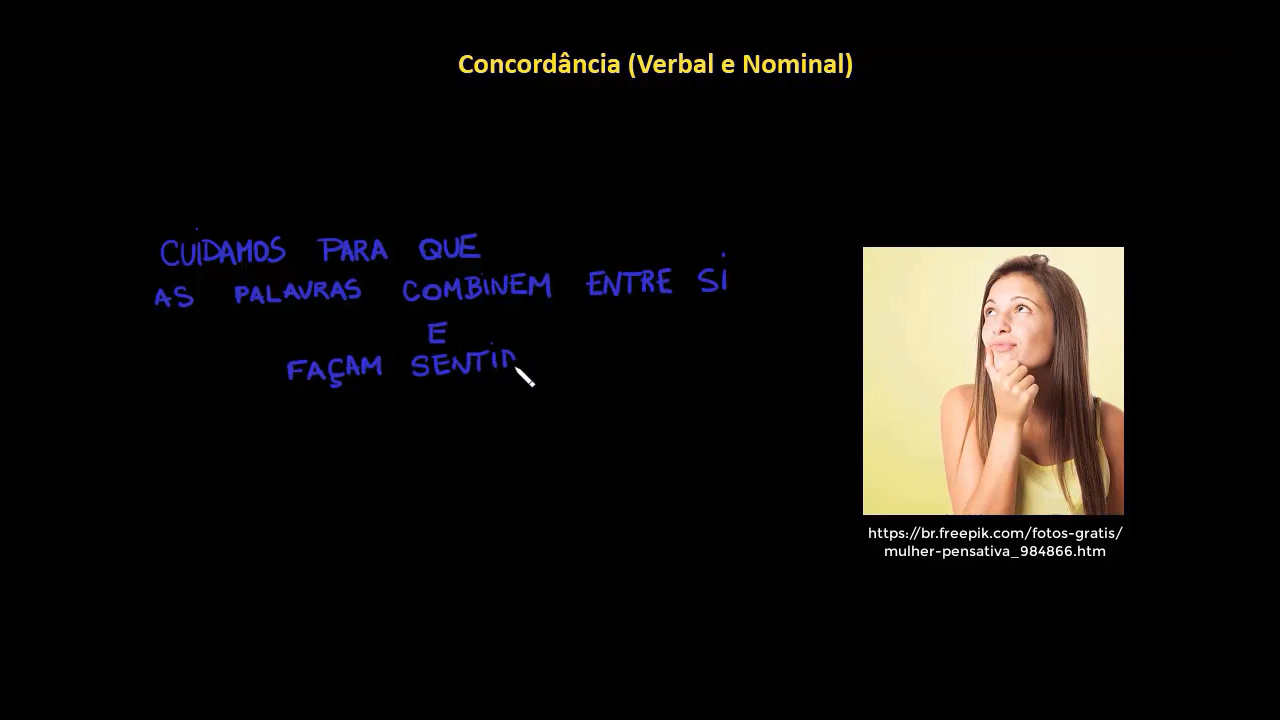 Concordância (Verbal e Nominal)
CUIDAMOS PARA QUE
AS PALAVRAS COMBINEM ENTRE SI
E
FAÇAM SENTID
https://br.freepik.com/fotos-gratis/
mulher-pensativa_984866.htm